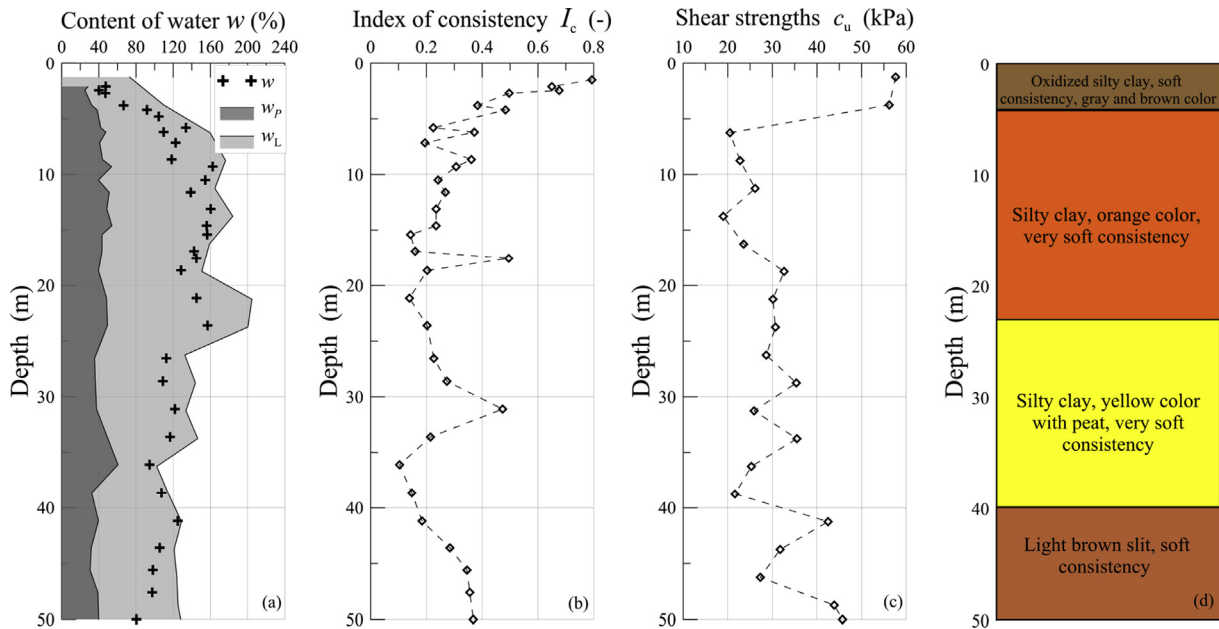 Content of water w (%)
0 40 80 120 160 200 240
0
10
20
30
40
50
Depth (m)
w
w_P
w_L
(a)
Index of consistency I_c (-)
0 0.2 0.4 0.6 0.8
0
10
20
30
40
50
Depth (m)
(b)
Shear strengths c_u (kPa)
10 20 30 40 50 60
0
10
20
30
40
50
Depth (m)
(c)
0
10
20
30
40
50
Depth (m)
Oxidized silty clay, soft
consistency, gray and brown color
Silty clay, orange color,
very soft consistency
Silty clay, yellow color
with peat, very soft
consistency
Light brown slit, soft
consistency
(d)